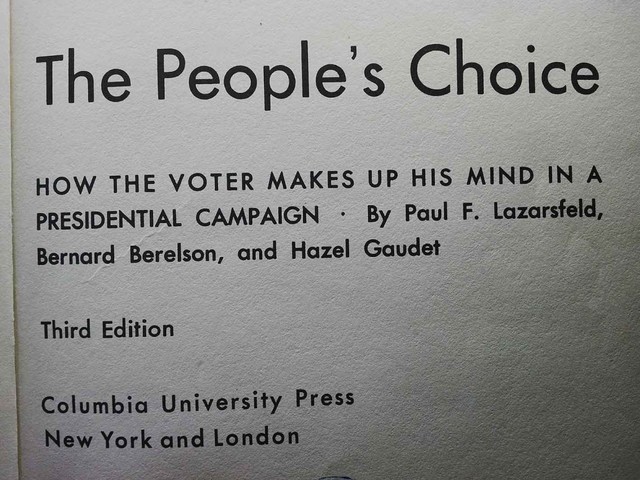 The People's Choice
HOW THE VOTER MAKES UP HIS MIND IN A
PRESIDENTIAL CAMPAIGN · By Paul F. Lazarsfeld,
Bernard Berelson, and Hazel Gaudet
Third Edition
Columbia University Press
New York and London